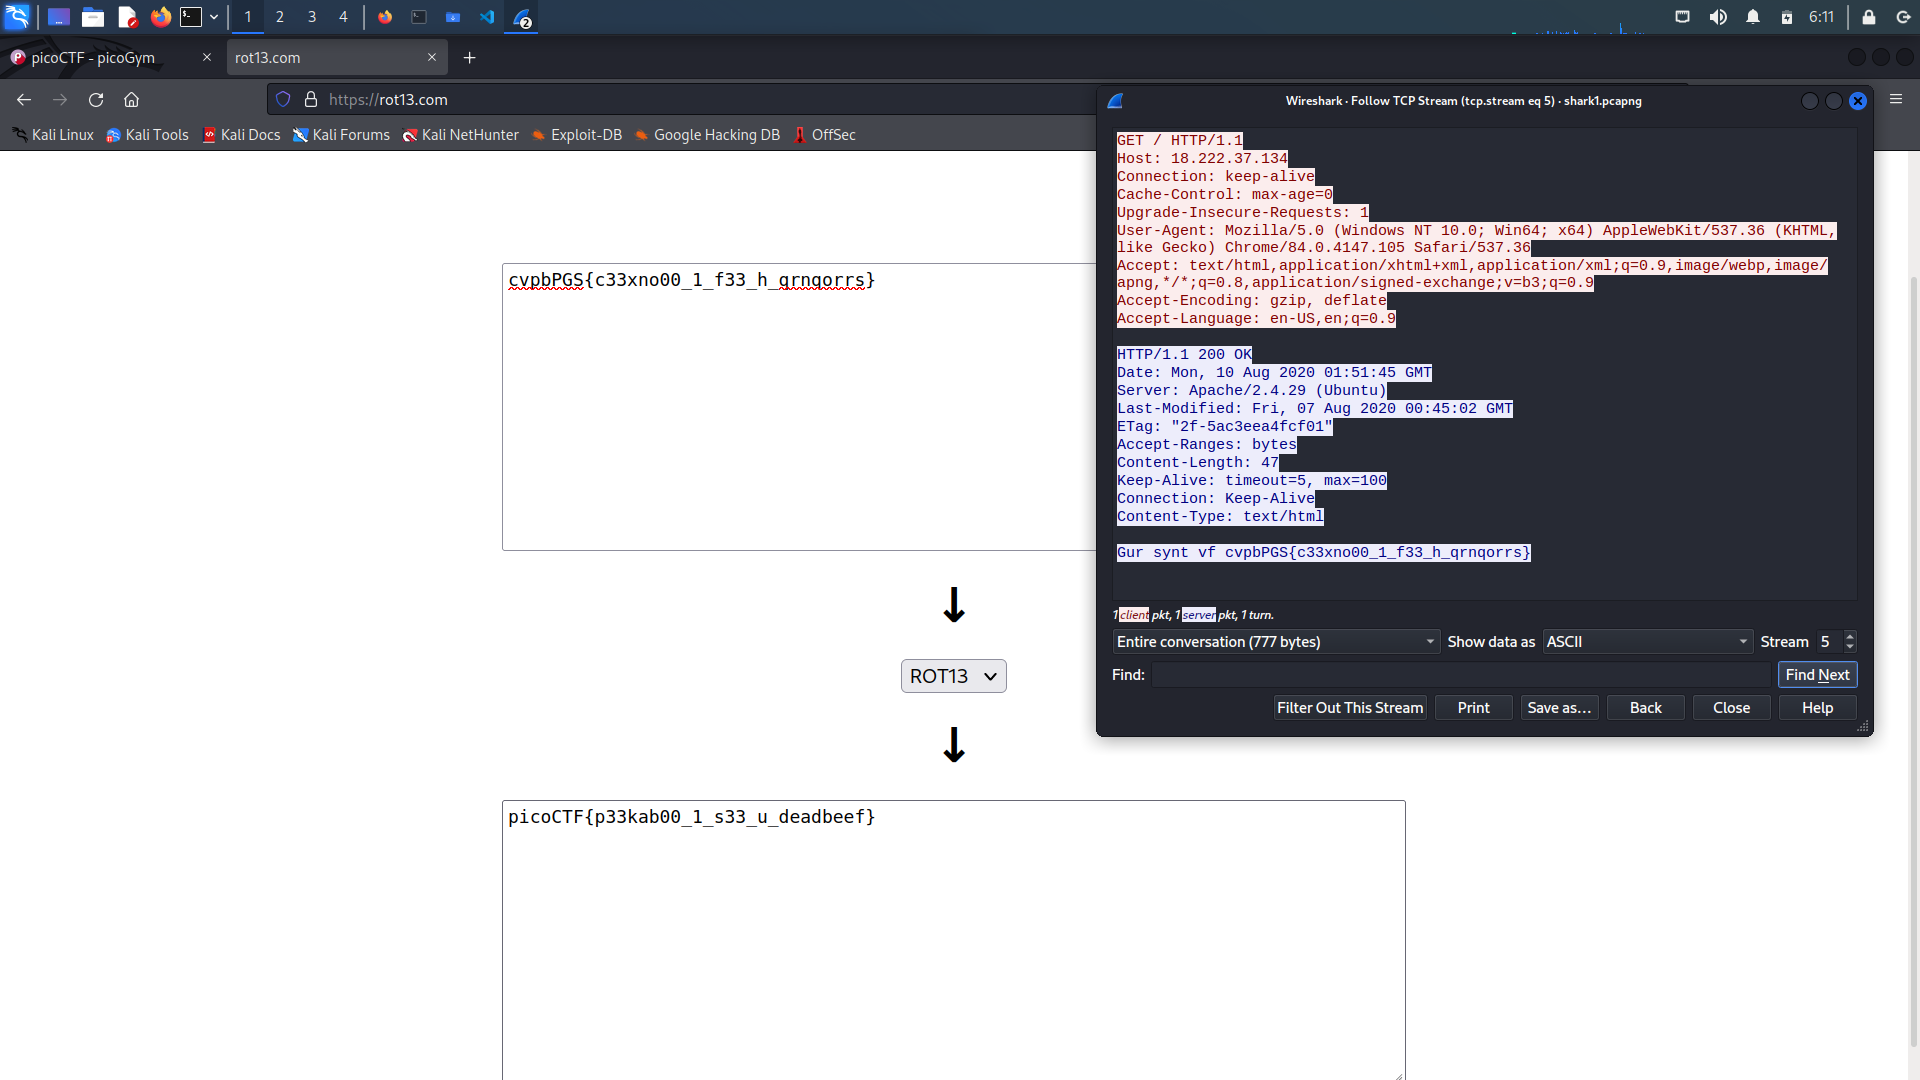 1
2
3
4
2
6:11
picoCTF - picoGym
rot13.com
https://rot13.com
Kali Linux
Kali Tools
Kali Docs
Kali Forums
Kali NetHunter
Exploit-DB
Google Hacking DB
OffSec
cvpbPGS{c33xno00_1_f33_h_qrnqorrs}
ROT13
picoCTF{p33kab00_1_s33_u_deadbeef}
Wireshark · Follow TCP Stream (tcp.stream eq 5) · shark1.pcapng
GET / HTTP/1.1
Host: 18.222.37.134
Connection: keep-alive
Cache-Control: max-age=0
Upgrade-Insecure-Requests: 1
User-Agent: Mozilla/5.0 (Windows NT 10.0; Win64; x64) AppleWebKit/537.36 (KHTML,
like Gecko) Chrome/84.0.4147.105 Safari/537.36
Accept: text/html,application/xhtml+xml,application/xml;q=0.9,image/webp,image/
apng,*/*;q=0.8,application/signed-exchange;v=b3;q=0.9
Accept-Encoding: gzip, deflate
Accept-Language: en-US,en;q=0.9
HTTP/1.1 200 OK
Date: Mon, 10 Aug 2020 01:51:45 GMT
Server: Apache/2.4.29 (Ubuntu)
Last-Modified: Fri, 07 Aug 2020 00:45:02 GMT
ETag: "2f-5ac3eea4fcf01"
Accept-Ranges: bytes
Content-Length: 47
Keep-Alive: timeout=5, max=100
Connection: Keep-Alive
Content-Type: text/html
Gur synt vf cvpbPGS{c33xno00_1_f33_h_qrnqorrs}
1 client pkt, 1 server pkt, 1 turn.
Entire conversation (777 bytes)
Show data as
ASCII
Stream
5
Find:
Find Next
Filter Out This Stream
Print
Save as…
Back
Close
Help